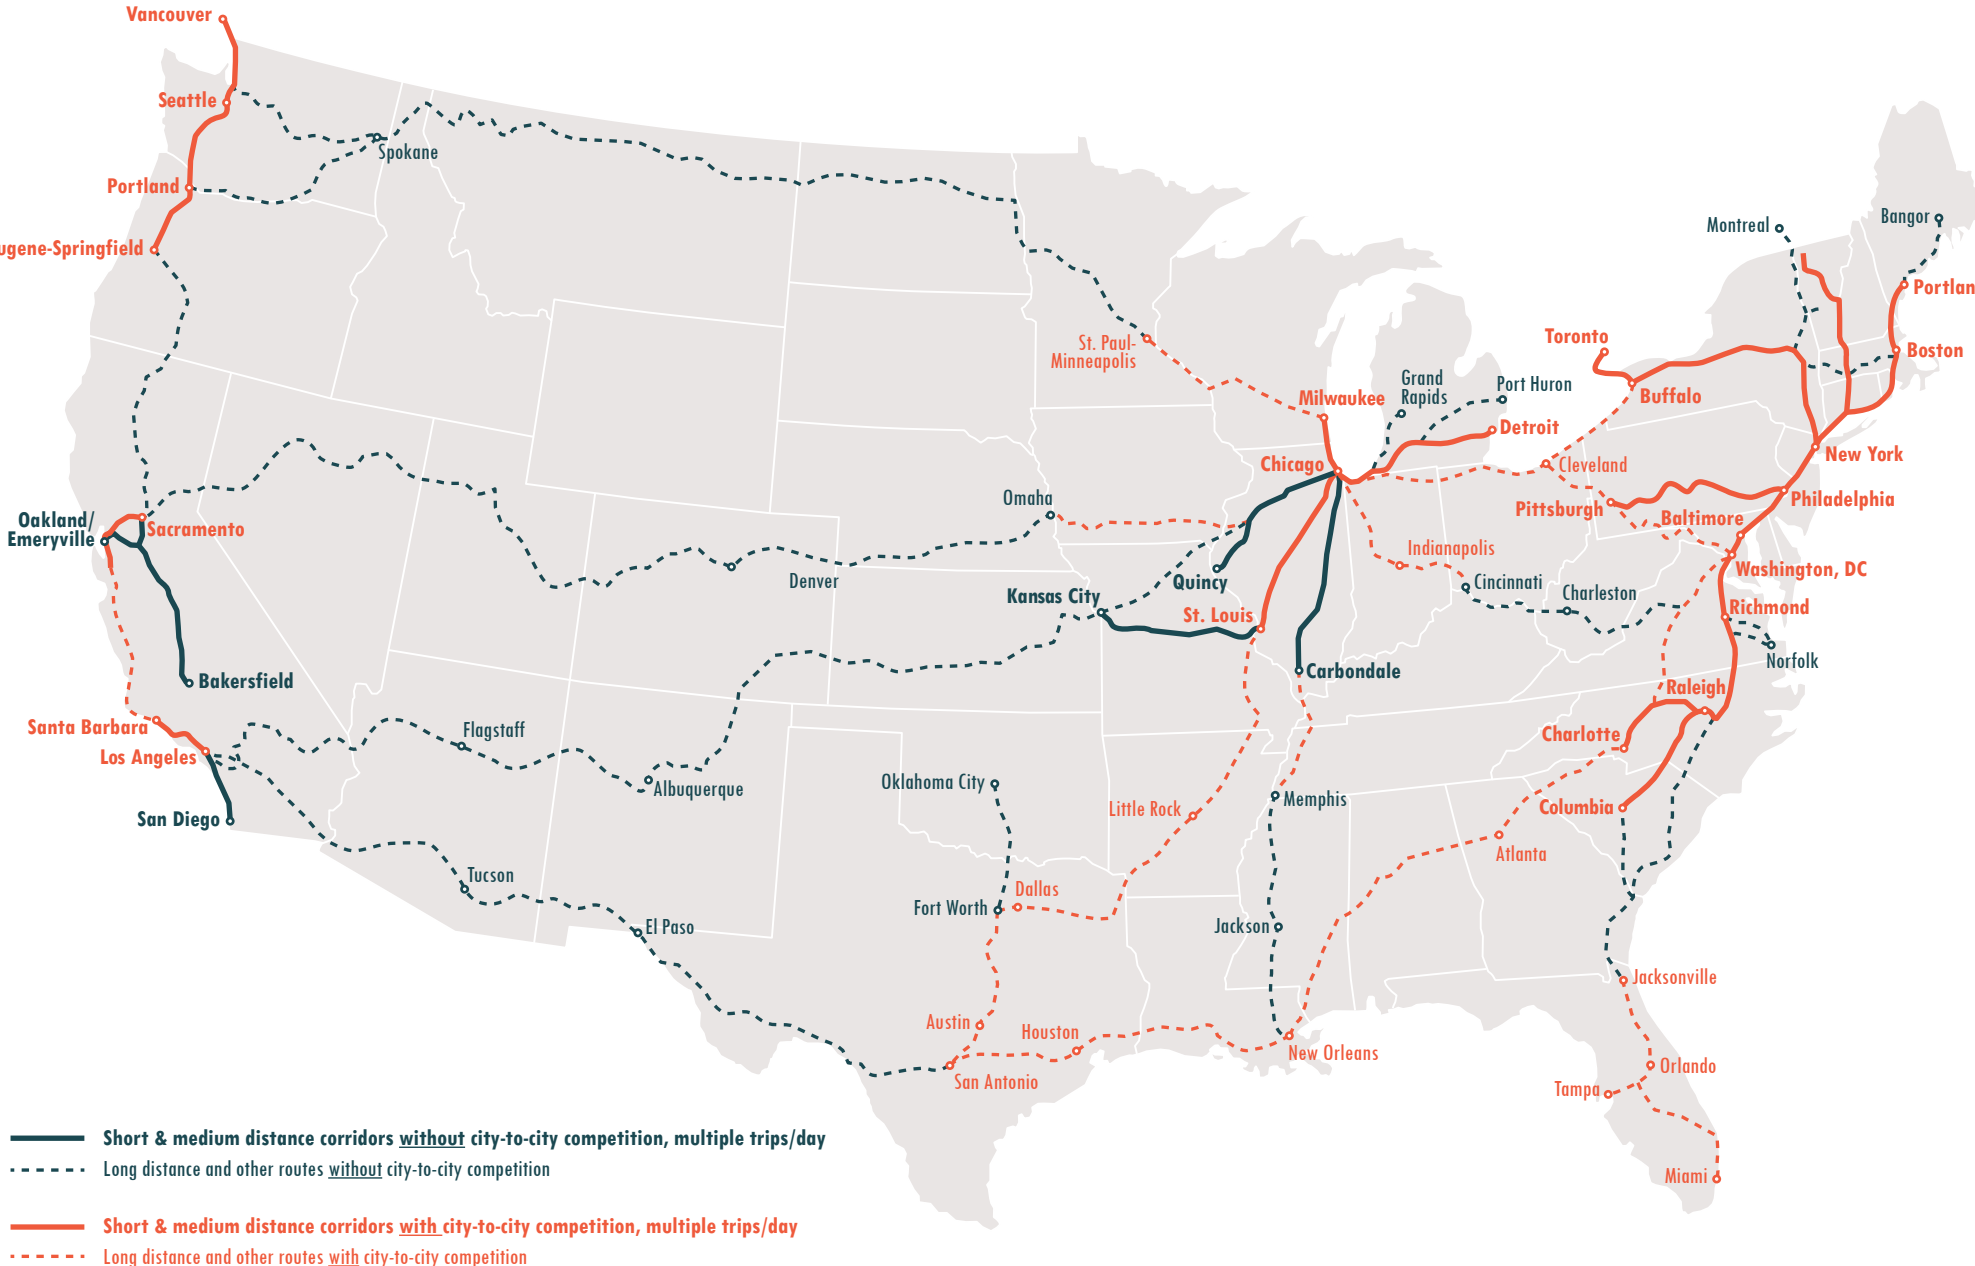 Vancouver
Seattle
Spokane
Portland
ugene-Springfield
Montreal
Bangor
Portlan
Boston
Toronto
Buffalo
St. Paul-
Minneapolis
Milwaukee
Grand
Rapids
Port Huron
Detroit
Chicago
Cleveland
New York
Pittsburgh
Philadelphia
Baltimore
Washington, DC
Oakland/
Emeryville
Sacramento
Omaha
Denver
Quincy
Kansas City
St. Louis
Indianapolis
Cincinnati
Charleston
Richmond
Norfolk
Carbondale
Bakersfield
Raleigh
Santa Barbara
Los Angeles
San Diego
Flagstaff
Albuquerque
Oklahoma City
Little Rock
Memphis
Charlotte
Columbia
Atlanta
Tucson
El Paso
Dallas
Fort Worth
Jackson
Jacksonville
Austin
Houston
New Orleans
San Antonio
Orlando
Tampa
Miami
Short & medium distance corridors without city-to-city competition, multiple trips/day
Long distance and other routes without city-to-city competition
Short & medium distance corridors with city-to-city competition, multiple trips/day
Long distance and other routes with city-to-city competition